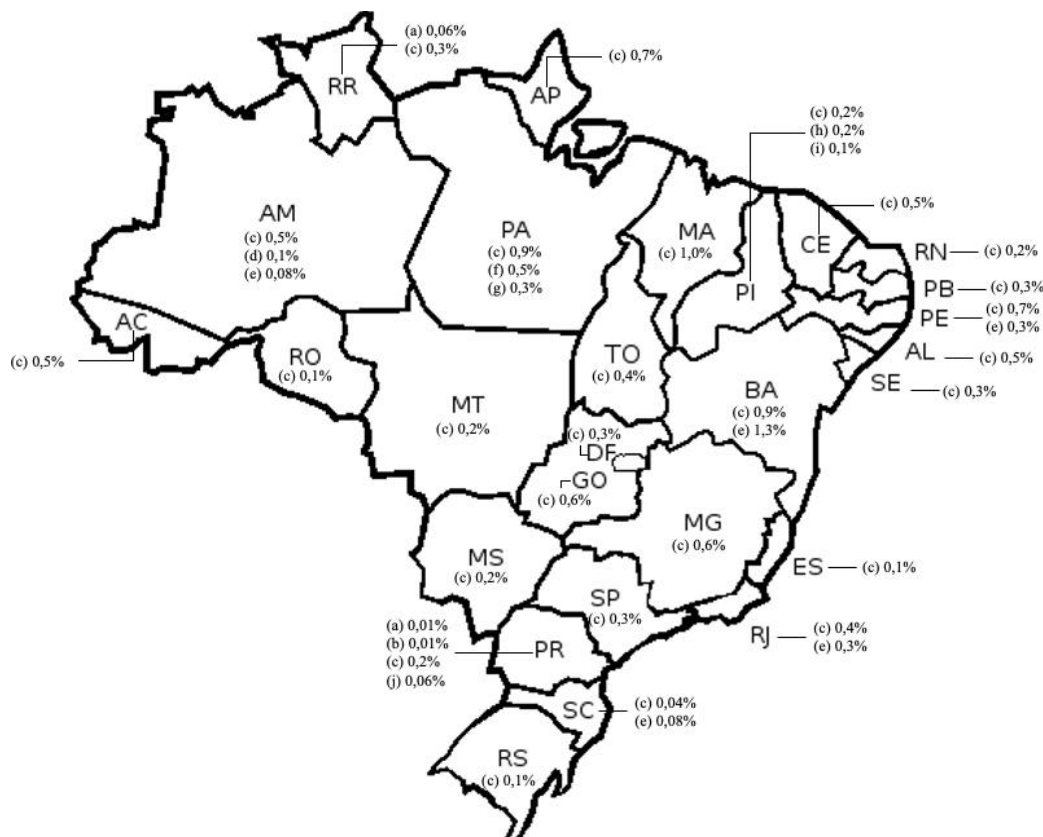 (a) 0,06%
(c) 0,3%
RR
(c) 0,7%
AP
(c) 0,2%
(h) 0,2%
(i) 0,1%
AM
(c) 0,5%
(d) 0,1%
(e) 0,08%
PA
(c) 0,9%
(f) 0,5%
(g) 0,3%
MA
(c) 1,0%
PI
(c) 0,5%
CE
RN
(c) 0,2%
PB
(c) 0,3%
PE
(c) 0,7%
(e) 0,3%
AL
(c) 0,5%
SE
(c) 0,3%
AC
(c) 0,5%
RO
(c) 0,1%
TO
(c) 0,4%
MT
(c) 0,2%
BA
(c) 0,9%
(e) 1,3%
(c) 0,3%
DF
GO
(c) 0,6%
MG
(c) 0,6%
MS
(c) 0,2%
ES
(c) 0,1%
SP
(c) 0,3%
RJ
(c) 0,4%
(e) 0,3%
(a) 0,01%
(b) 0,01%
(c) 0,2%
(j) 0,06%
PR
SC
(c) 0,04%
(e) 0,08%
RS
(c) 0,1%